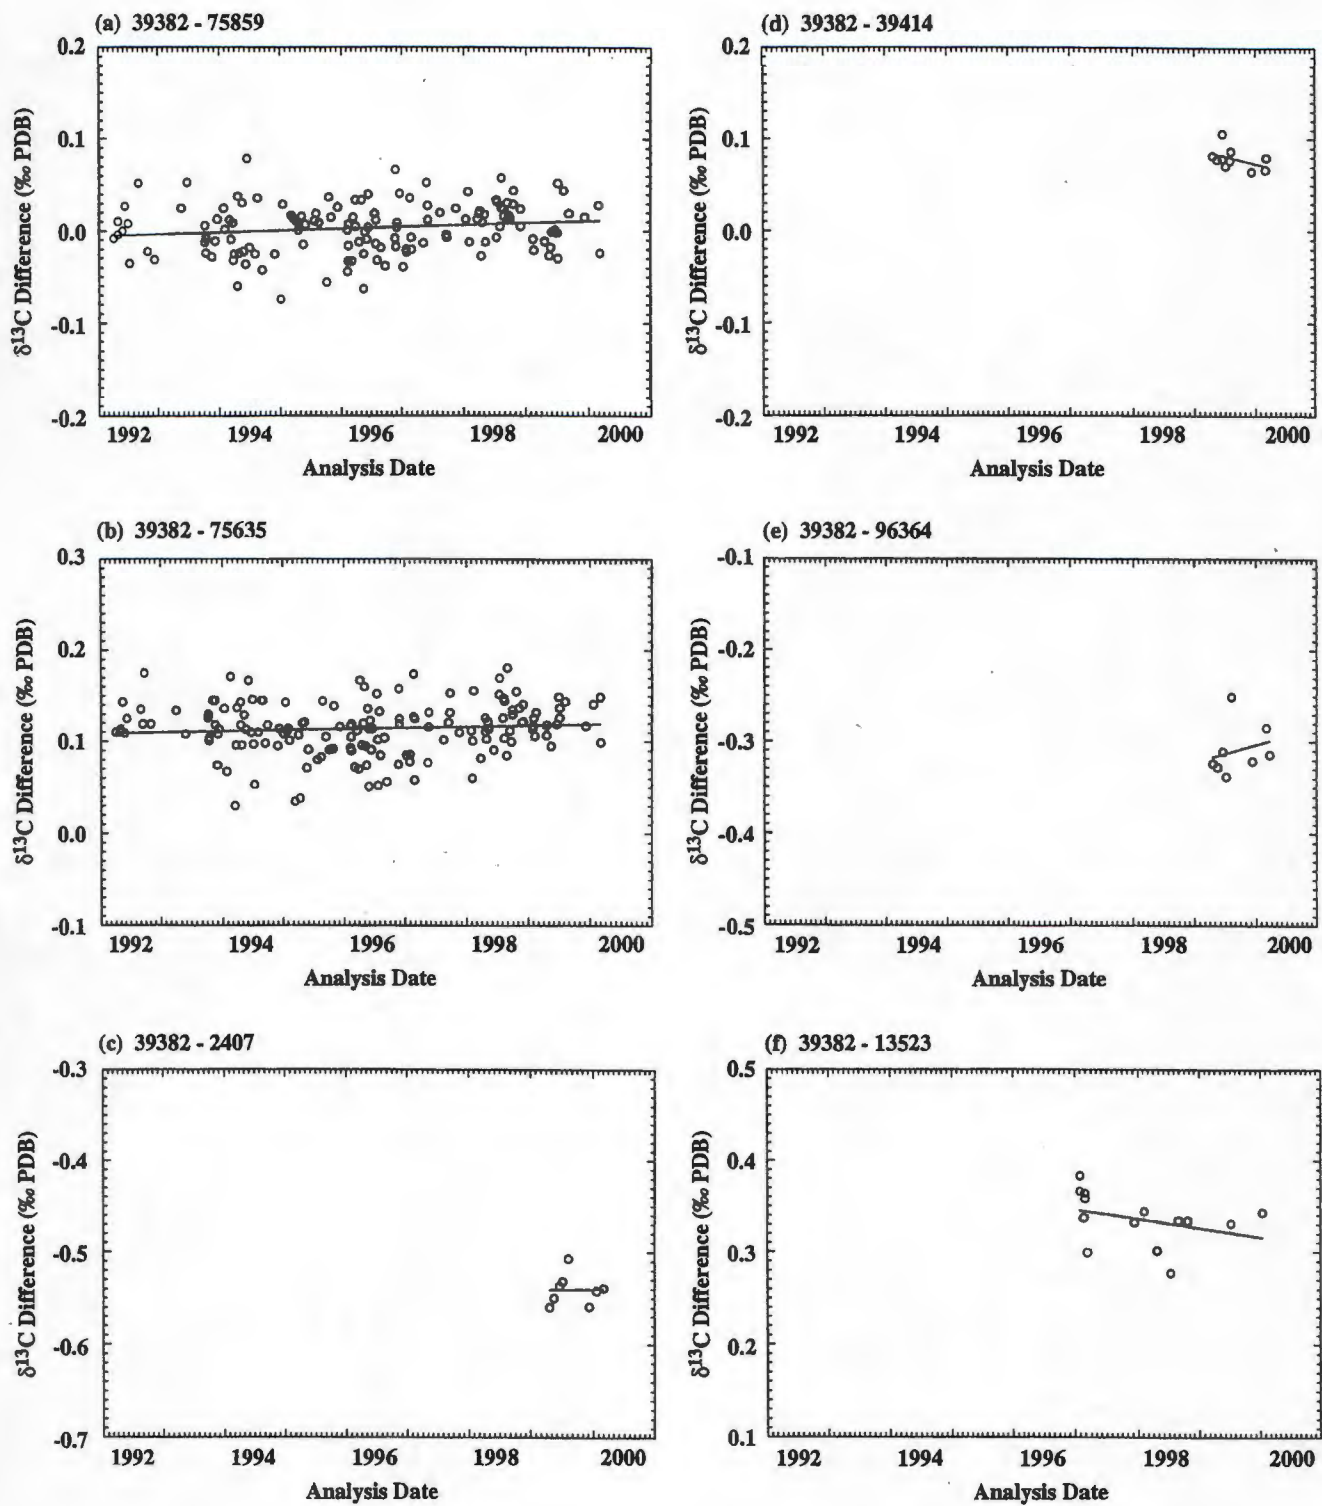 (a) 39382 - 75859
0.2
0.1
0.0
-0.1
-0.2
δ13C Difference (‰ PDB)
1992 1994 1996 1998 2000
Analysis Date
(d) 39382 - 39414
0.2
0.1
0.0
-0.1
-0.2
δ13C Difference (‰ PDB)
1992 1994 1996 1998 2000
Analysis Date
(b) 39382 - 75635
0.3
0.2
0.1
0.0
-0.1
δ13C Difference (‰ PDB)
1992 1994 1996 1998 2000
Analysis Date
(e) 39382 - 96364
-0.1
-0.2
-0.3
-0.4
-0.5
δ13C Difference (‰ PDB)
1992 1994 1996 1998 2000
Analysis Date
(c) 39382 - 2407
-0.3
-0.4
-0.5
-0.6
-0.7
δ13C Difference (‰ PDB)
1992 1994 1996 1998 2000
Analysis Date
(f) 39382 - 13523
0.5
0.4
0.3
0.2
0.1
δ13C Difference (‰ PDB)
1992 1994 1996 1998 2000
Analysis Date